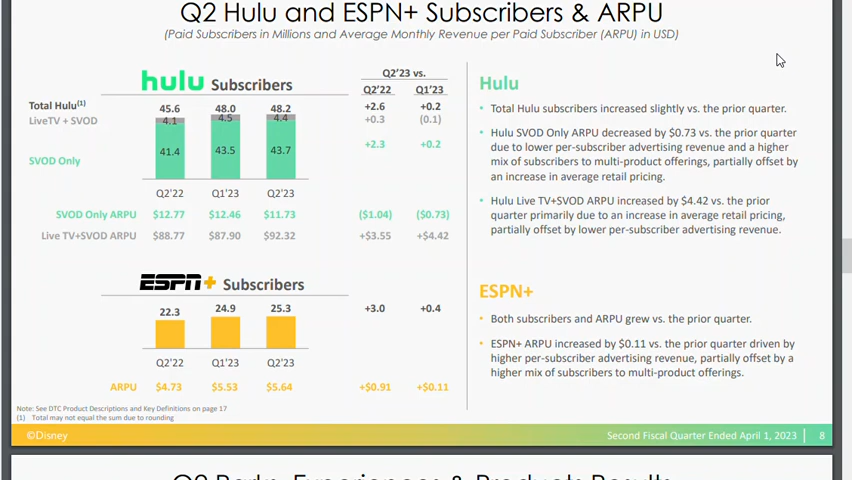 Q2 Hulu and ESPN+ Subscribers & ARPU
(Paid Subscribers in Millions and Average Monthly Revenue per Paid Subscriber (ARPU) in USD)
hulu Subscribers
Q2'23 vs.
Q2'22 Q1'23
Total Hulu(1) 45.6 48.0 48.2 +2.6 +0.2
LiveTV + SVOD 4.1 4.5 4.4 +0.3 (0.1)
SVOD Only 41.4 43.5 43.7 +2.3 +0.2
Q2'22 Q1'23 Q2'23
SVOD Only ARPU $12.77 $12.46 $11.73 ($1.04) ($0.73)
Live TV+SVOD ARPU $88.77 $87.90 $92.32 +$3.55 +$4.42
ESPN+ Subscribers
22.3 24.9 25.3 +3.0 +0.4
Q2'22 Q1'23 Q2'23
ARPU $4.73 $5.53 $5.64 +$0.91 +$0.11
Hulu
• Total Hulu subscribers increased slightly vs. the prior quarter.
• Hulu SVOD Only ARPU decreased by $0.73 vs. the prior quarter
due to lower per-subscriber advertising revenue and a higher
mix of subscribers to multi-product offerings, partially offset by
an increase in average retail pricing.
• Hulu Live TV+SVOD ARPU increased by $4.42 vs. the prior
quarter primarily due to an increase in average retail pricing,
partially offset by lower per-subscriber advertising revenue.
ESPN+
• Both subscribers and ARPU grew vs. the prior quarter.
• ESPN+ ARPU increased by $0.11 vs. the prior quarter driven by
higher per-subscriber advertising revenue, partially offset by a
higher mix of subscribers to multi-product offerings.
Note: See DTC Product Descriptions and Key Definitions on page 17
(1) Total may not equal the sum due to rounding
©Disney
Second Fiscal Quarter Ended April 1, 2023 | 8
Q2 Parks, Experiences & Products Results